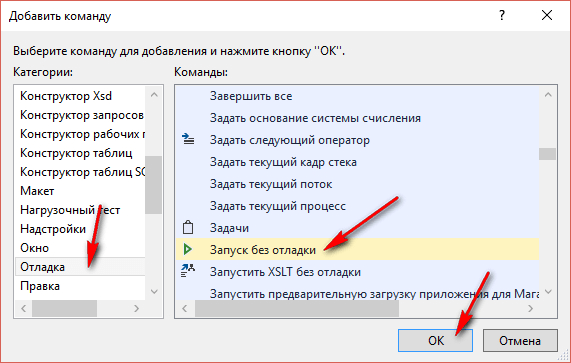 Добавить команду
Выберите команду для добавления и нажмите кнопку "ОК".
Категории:
Конструктор Xsd
Конструктор запросов
Конструктор рабочих г
Конструктор таблиц
Конструктор таблиц SC
Макет
Нагрузочный тест
Надстройки
Окно
Отладка
Правка
Команды:
Завершить все
Задать основание системы счисления
Задать следующий оператор
Задать текущий кадр стека
Задать текущий поток
Задать текущий процесс
Задачи
Запуск без отладки
Запустить XSLT без отладки
Запустить предварительную загрузку приложения для Мага
ОК
Отмена